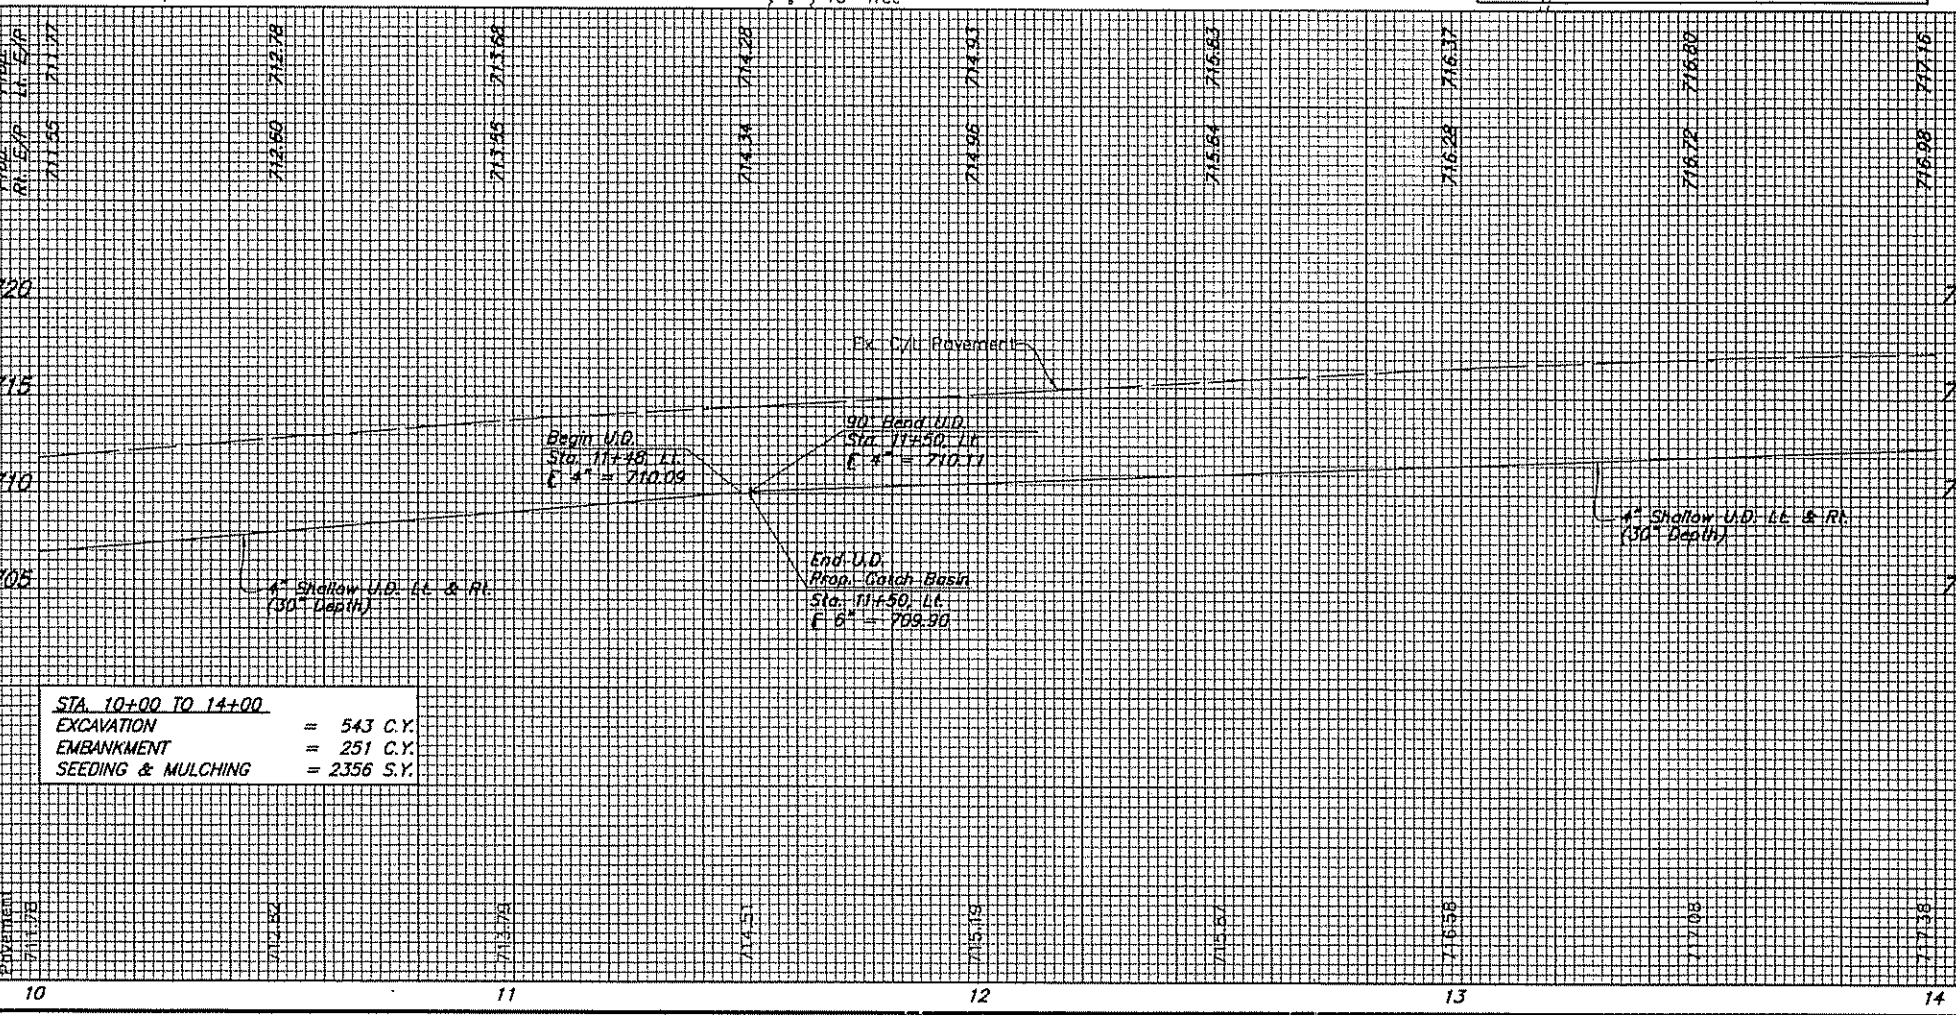 Lt. E/P 711.77 712.78 713.68 714.28 714.93 715.63 716.37 716.80 717.16
Rt. E/P 711.55 712.60 713.55 714.34 714.96 715.64 716.28 716.72 716.98
720
Ex. C/L Pavement
715
Begin U.D.
Sta. 11+48, Lt.
4" = 710.09
90° Bend U.D.
Sta. 11+50, Lt.
4" = 710.11
710
4" Shallow U.D. Lt. & Rt.
(30" Depth)
End U.D.
Prop. Catch Basin
Sta. 11+50, Lt.
6" = 709.90
705
4" Shallow U.D. Lt. & Rt.
(30" Depth)
STA. 10+00 TO 14+00
EXCAVATION = 543 C.Y.
EMBANKMENT = 251 C.Y.
SEEDING & MULCHING = 2356 S.Y.
Pavement 711.78 712.82 713.79 714.51 715.19 715.87 716.58 717.08 717.38
10 11 12 13 14